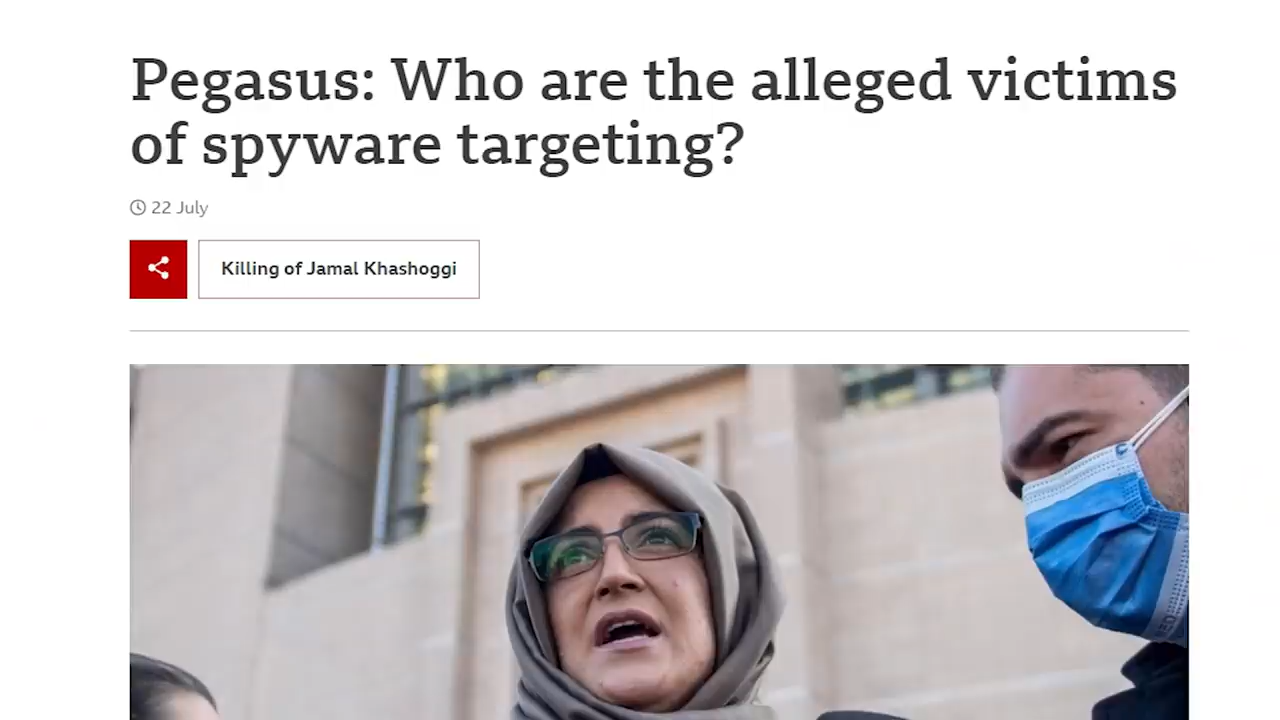 Pegasus: Who are the alleged victims
of spyware targeting?
22 July
Killing of Jamal Khashoggi